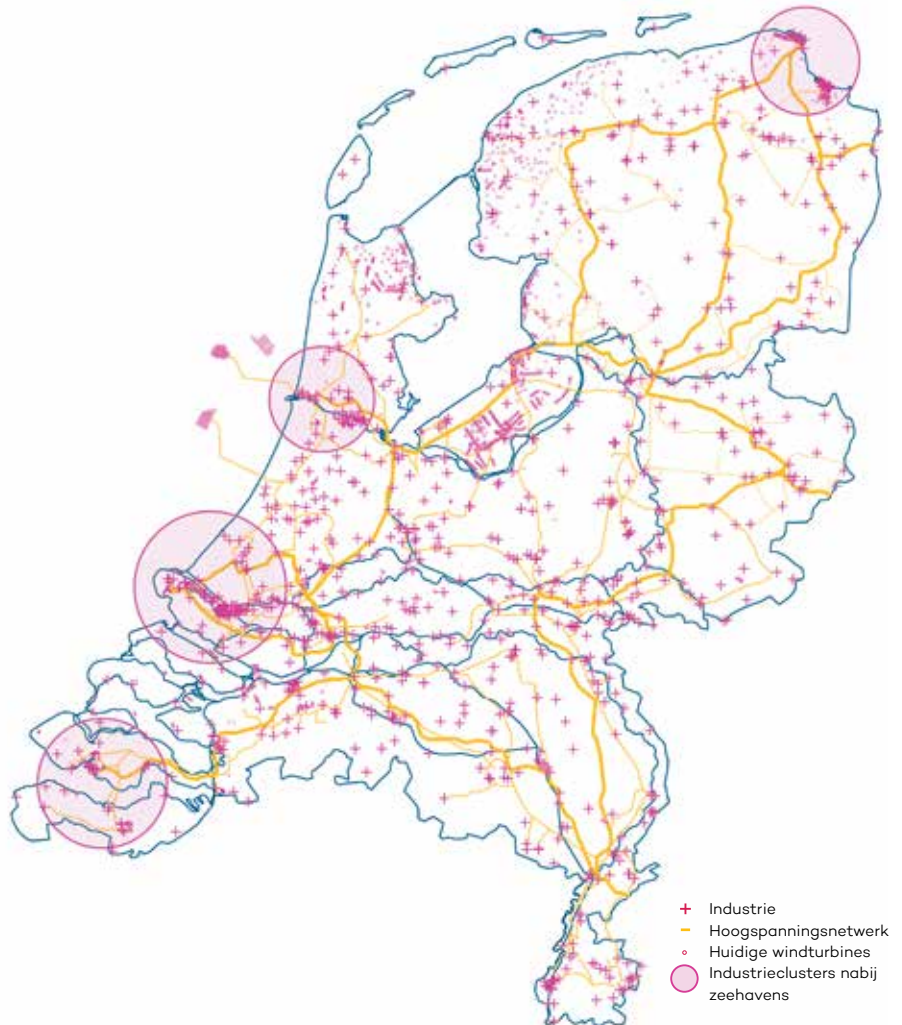 Industrie
Hoogspanningsnetwerk
Huidige windturbines
Industrieclusters nabij
zeehavens